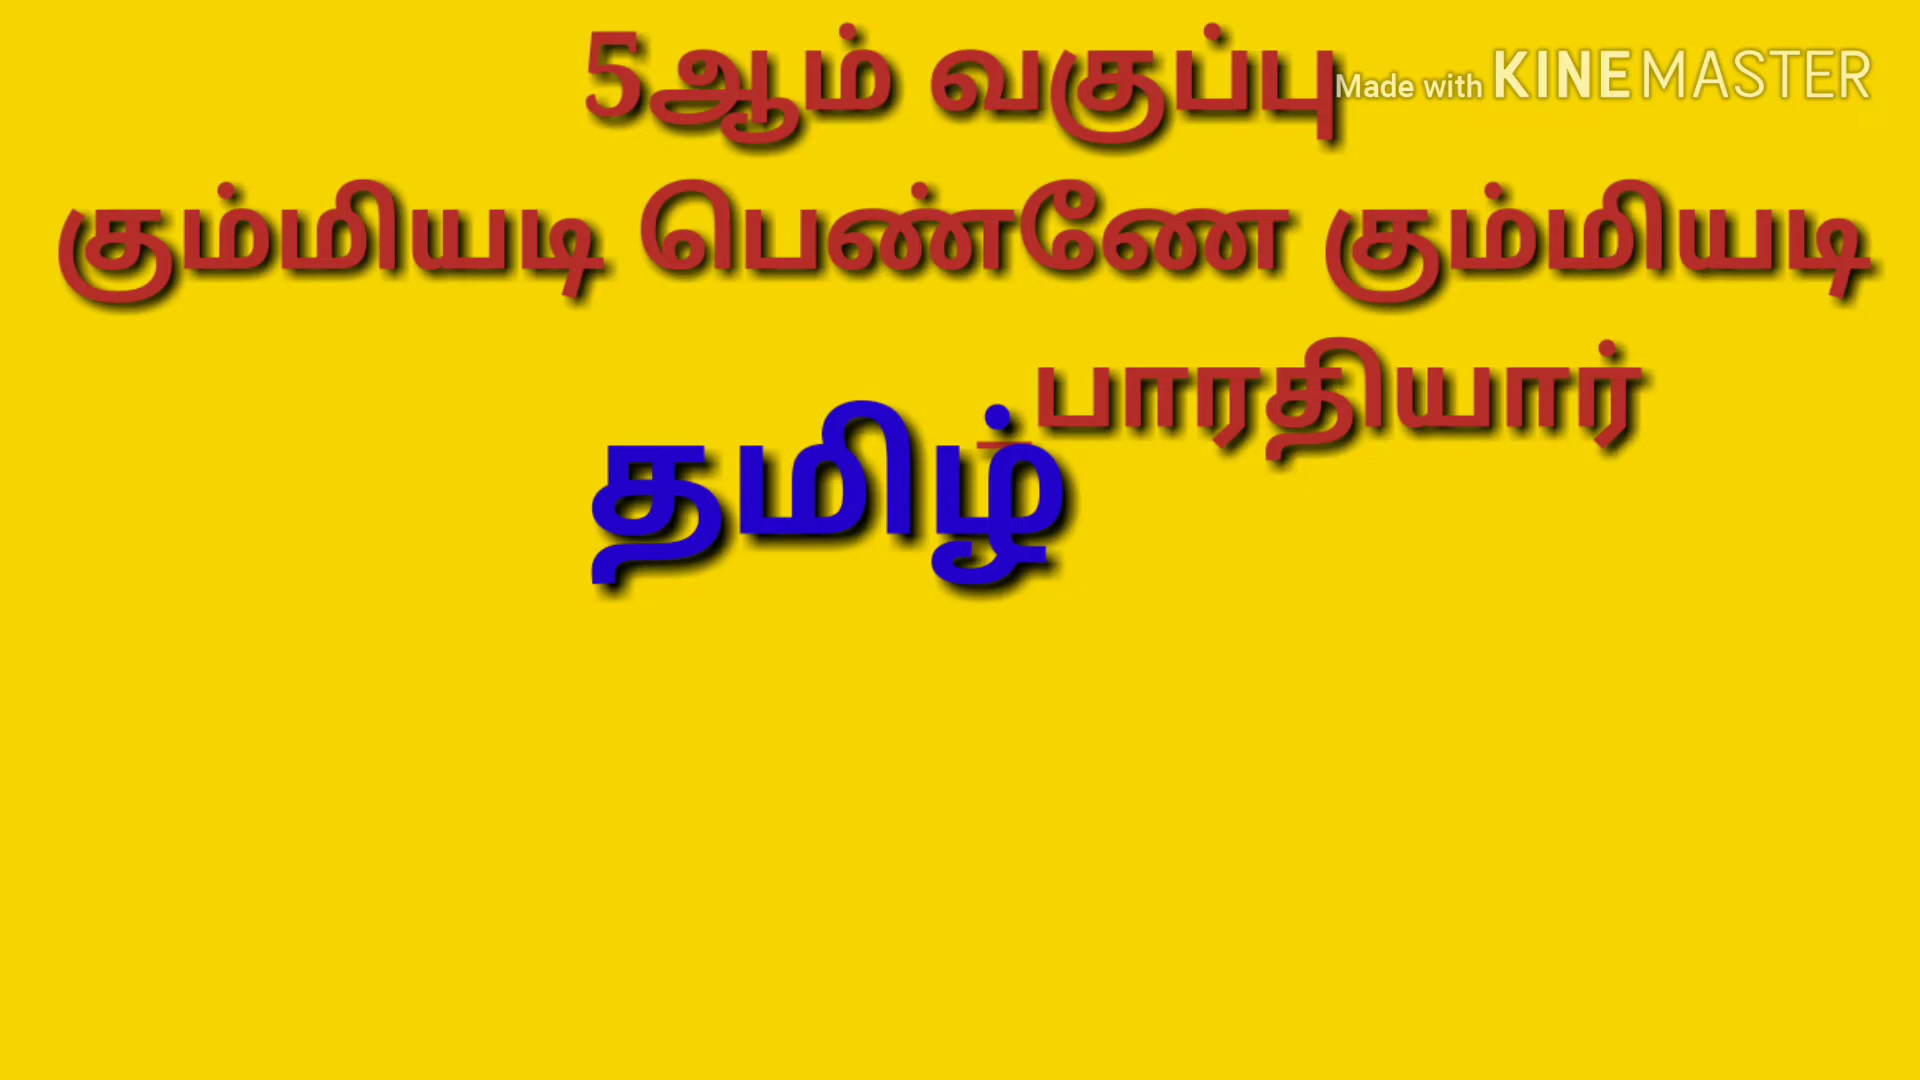 5ஆம் வகுப்பு
Made with KINEMASTER
கும்மியடி பெண்ணே கும்மியடி
-பாரதியார்
தமிழ்